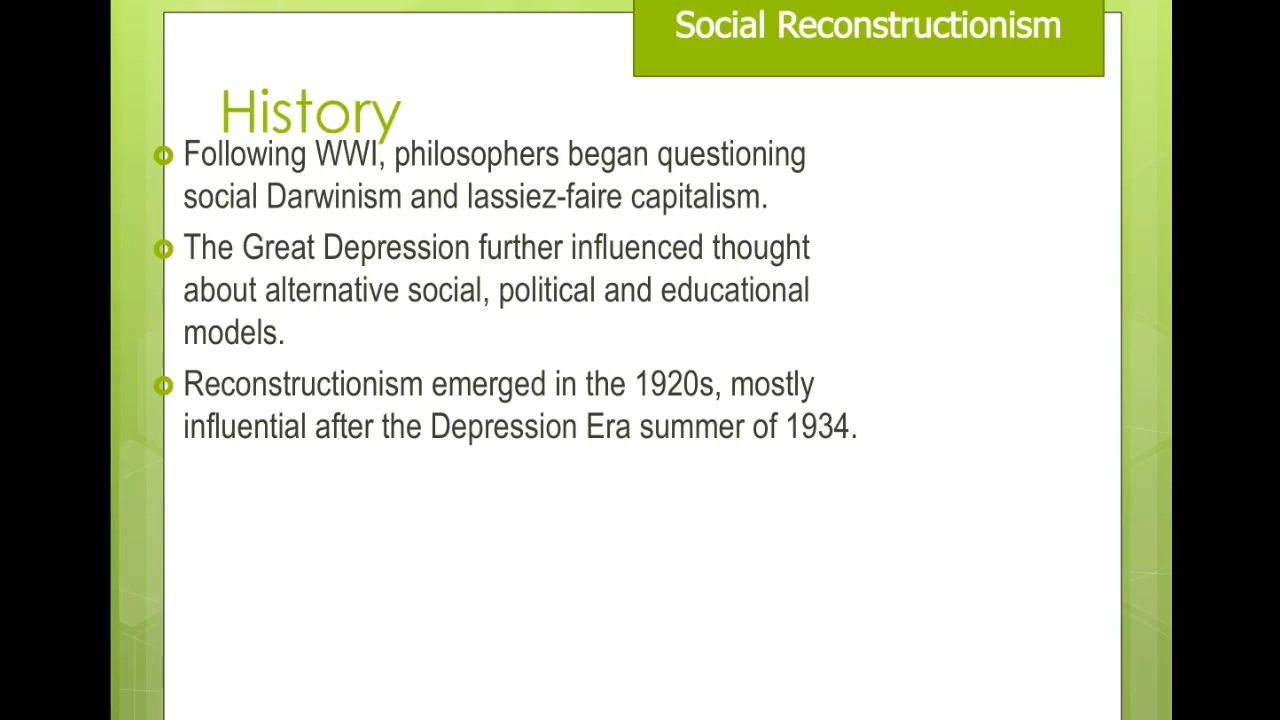 Social Reconstructionism
History
Following WWI, philosophers began questioning
social Darwinism and lassiez-faire capitalism.
The Great Depression further influenced thought
about alternative social, political and educational
models.
Reconstructionism emerged in the 1920s, mostly
influential after the Depression Era summer of 1934.